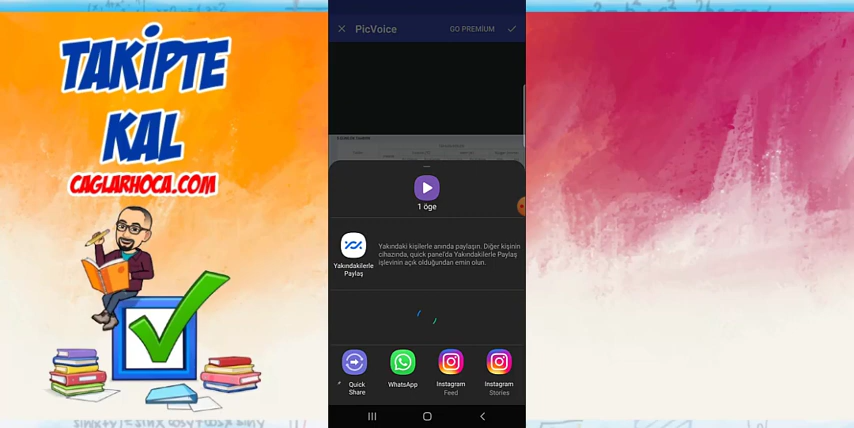 TAKİPTE
KAL
CAGLARHOCA.COM
PicVoice
GO PREMIUM
1 öge
Yakındakilerle
Paylaş
Yakındaki kişilerle anında paylaşın. Diğer kişinin
cihazında, quick panel'da Yakındakilerle Paylaş
işlevinin açık olduğundan emin olun.
Quick
Share
WhatsApp
Instagram
Feed
Instagram
Stories